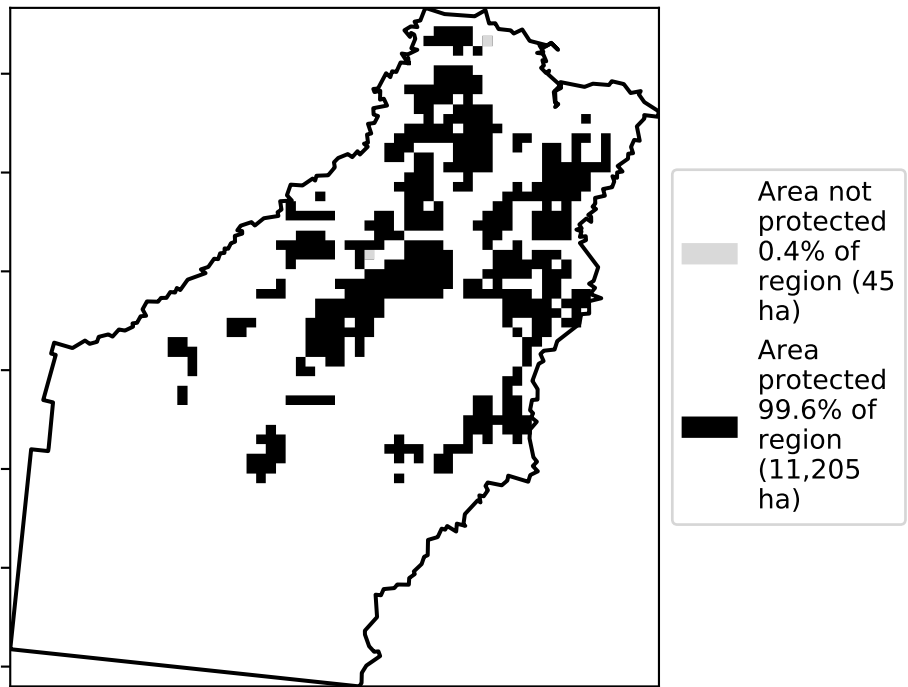 Area not
protected
0.4% of
region (45
ha)
Area
protected
99.6% of
region
(11,205
ha)